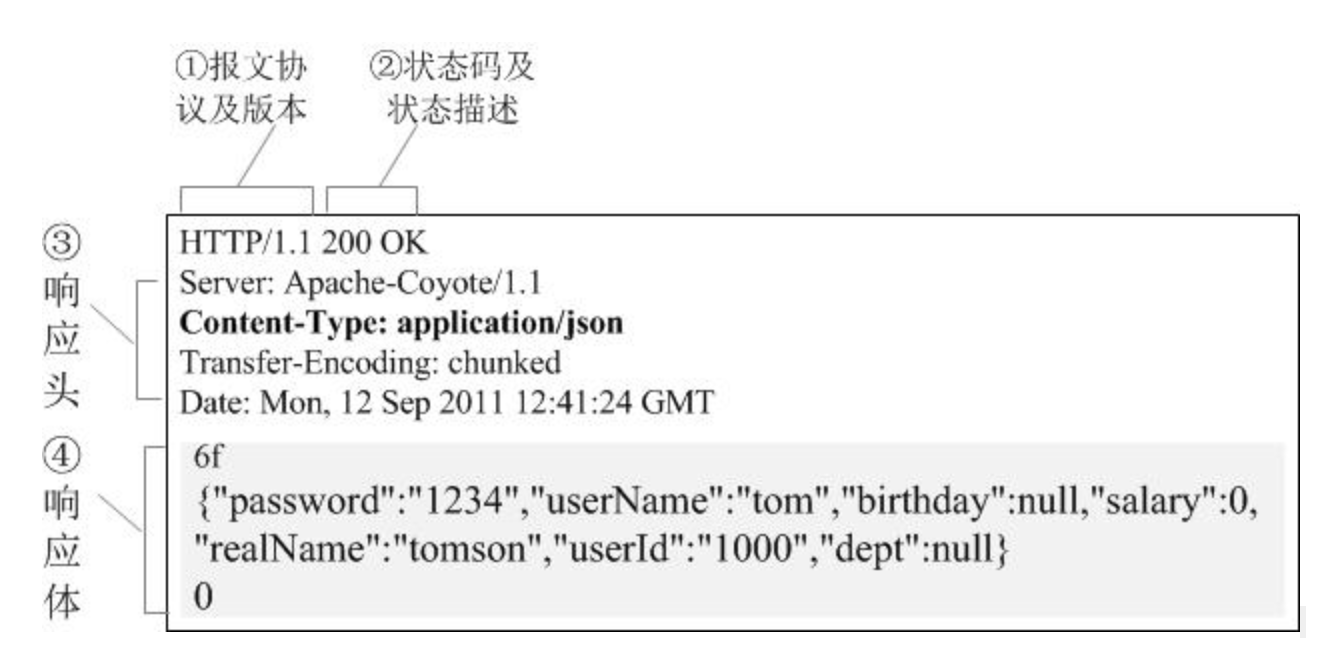 ①报文协
议及版本
②状态码及
状态描述
③
响
应
头
HTTP/1.1 200 OK
Server: Apache-Coyote/1.1
Content-Type: application/json
Transfer-Encoding: chunked
Date: Mon, 12 Sep 2011 12:41:24 GMT
④
响
应
体
6f
{"password":"1234","userName":"tom","birthday":null,"salary":0,
"realName":"tomson","userId":"1000","dept":null}
0